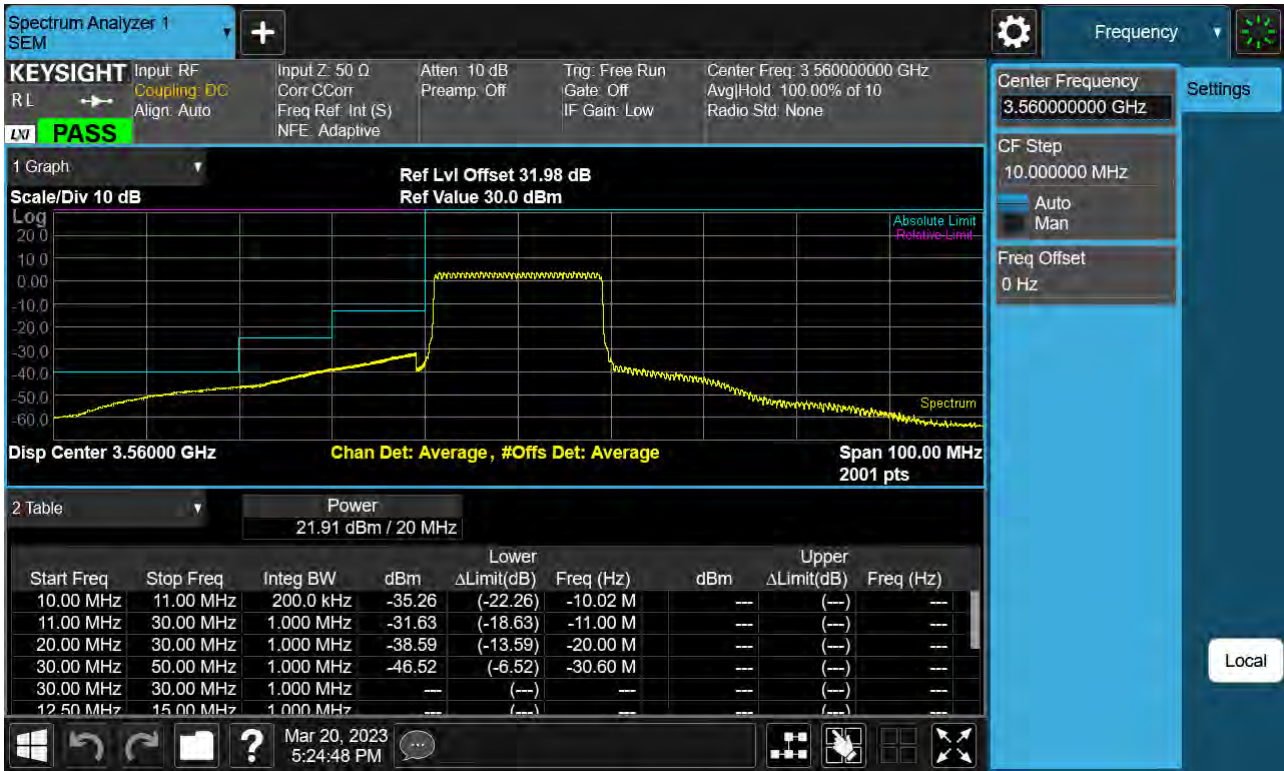 Spectrum Analyzer 1
SEM
Frequency
KEYSIGHT
R L
LXI
PASS
Input: RF
Coupling: DC
Align: Auto
Input Z: 50 Ω
Corr CCorr
Freq Ref: Int (S)
NFE: Adaptive
Atten: 10 dB
Preamp: Off
Trig: Free Run
Gate: Off
IF Gain: Low
Center Freq: 3.560000000 GHz
Avg|Hold: 100.00% of 10
Radio Std: None
Center Frequency
3.560000000 GHz
Settings
CF Step
10.000000 MHz
Auto
Man
Freq Offset
0 Hz
Local
1 Graph
Scale/Div 10 dB
Ref Lvl Offset 31.98 dB
Ref Value 30.0 dBm
Log
20.0
10.0
0.00
-10.0
-20.0
-30.0
-40.0
-50.0
-60.0
Absolute Limit
Relative Limit
Spectrum
Disp Center 3.56000 GHz
Chan Det: Average, #Offs Det: Average
Span 100.00 MHz
2001 pts
2 Table
Power
21.91 dBm / 20 MHz
Lower Upper
Start Freq Stop Freq Integ BW dBm ΔLimit(dB) Freq (Hz) dBm ΔLimit(dB) Freq (Hz)
10.00 MHz 11.00 MHz 200.0 kHz -35.26 (-22.26) -10.02 M --- (---) ---
11.00 MHz 30.00 MHz 1.000 MHz -31.63 (-18.63) -11.00 M --- (---) ---
20.00 MHz 30.00 MHz 1.000 MHz -38.59 (-13.59) -20.00 M --- (---) ---
30.00 MHz 50.00 MHz 1.000 MHz -46.52 (-6.52) -30.60 M --- (---) ---
30.00 MHz 30.00 MHz 1.000 MHz --- (---) --- --- (---) ---
12.50 MHz 15.00 MHz 1.000 MHz --- (---) --- --- (---) ---
Mar 20, 2023
5:24:48 PM